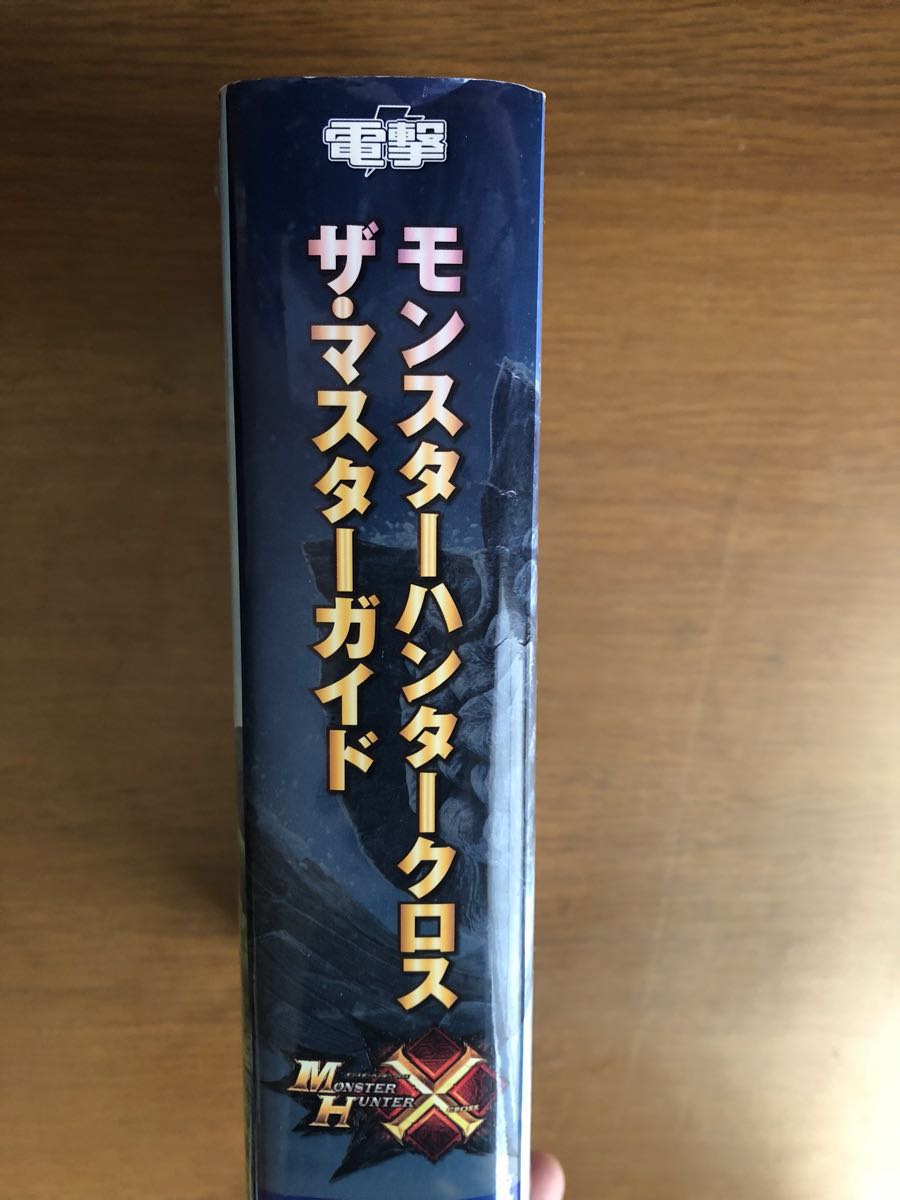 電撃
モンスターハンタークロス
ザ・マスターガイド
MONSTER
HUNTER
X
CROSS